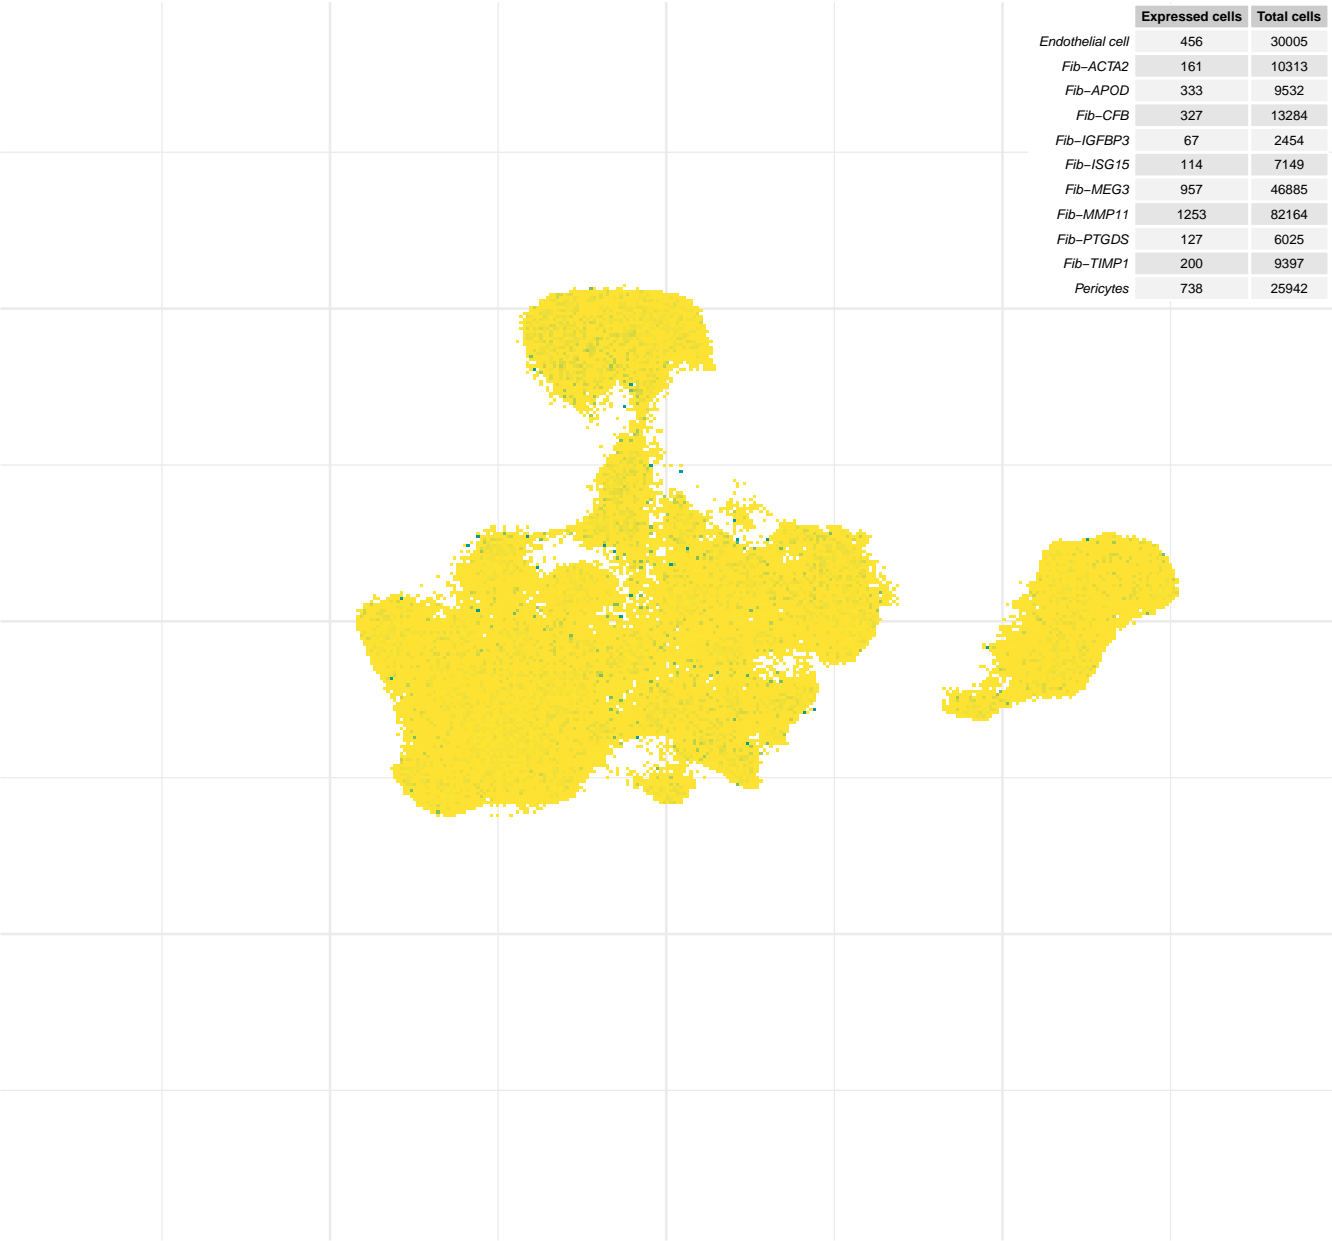 Expressed cells Total cells
Endothelial cell 456 30005
Fib−ACTA2 161 10313
Fib−APOD 333 9532
Fib−CFB 327 13284
Fib−IGFBP3 67 2454
Fib−ISG15 114 7149
Fib−MEG3 957 46885
Fib−MMP11 1253 82164
Fib−PTGDS 127 6025
Fib−TIMP1 200 9397
Pericytes 738 25942